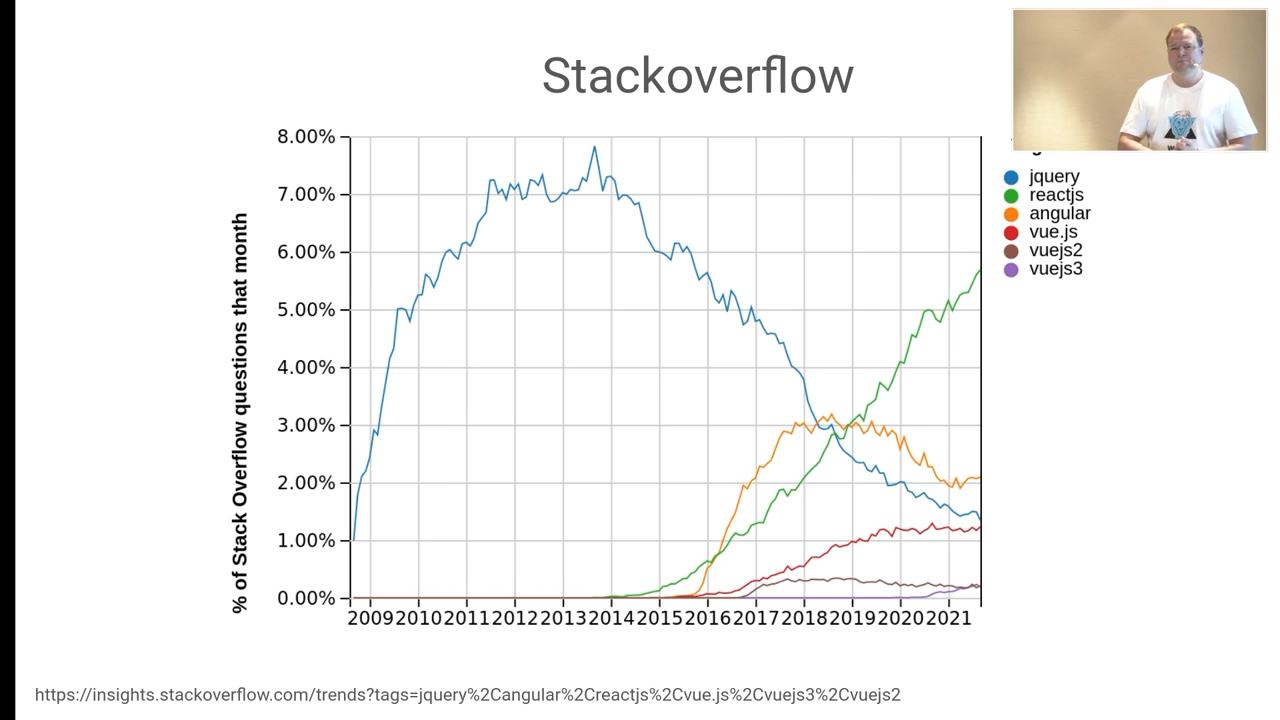 Stackoverflow
% of Stack Overflow questions that month
8.00%
7.00%
6.00%
5.00%
4.00%
3.00%
2.00%
1.00%
0.00%
2009 2010 2011 2012 2013 2014 2015 2016 2017 2018 2019 2020 2021
jquery
reactjs
angular
vue.js
vuejs2
vuejs3
https://insights.stackoverflow.com/trends?tags=jquery%2Cangular%2Creactjs%2Cvue.js%2Cvuejs3%2Cvuejs2